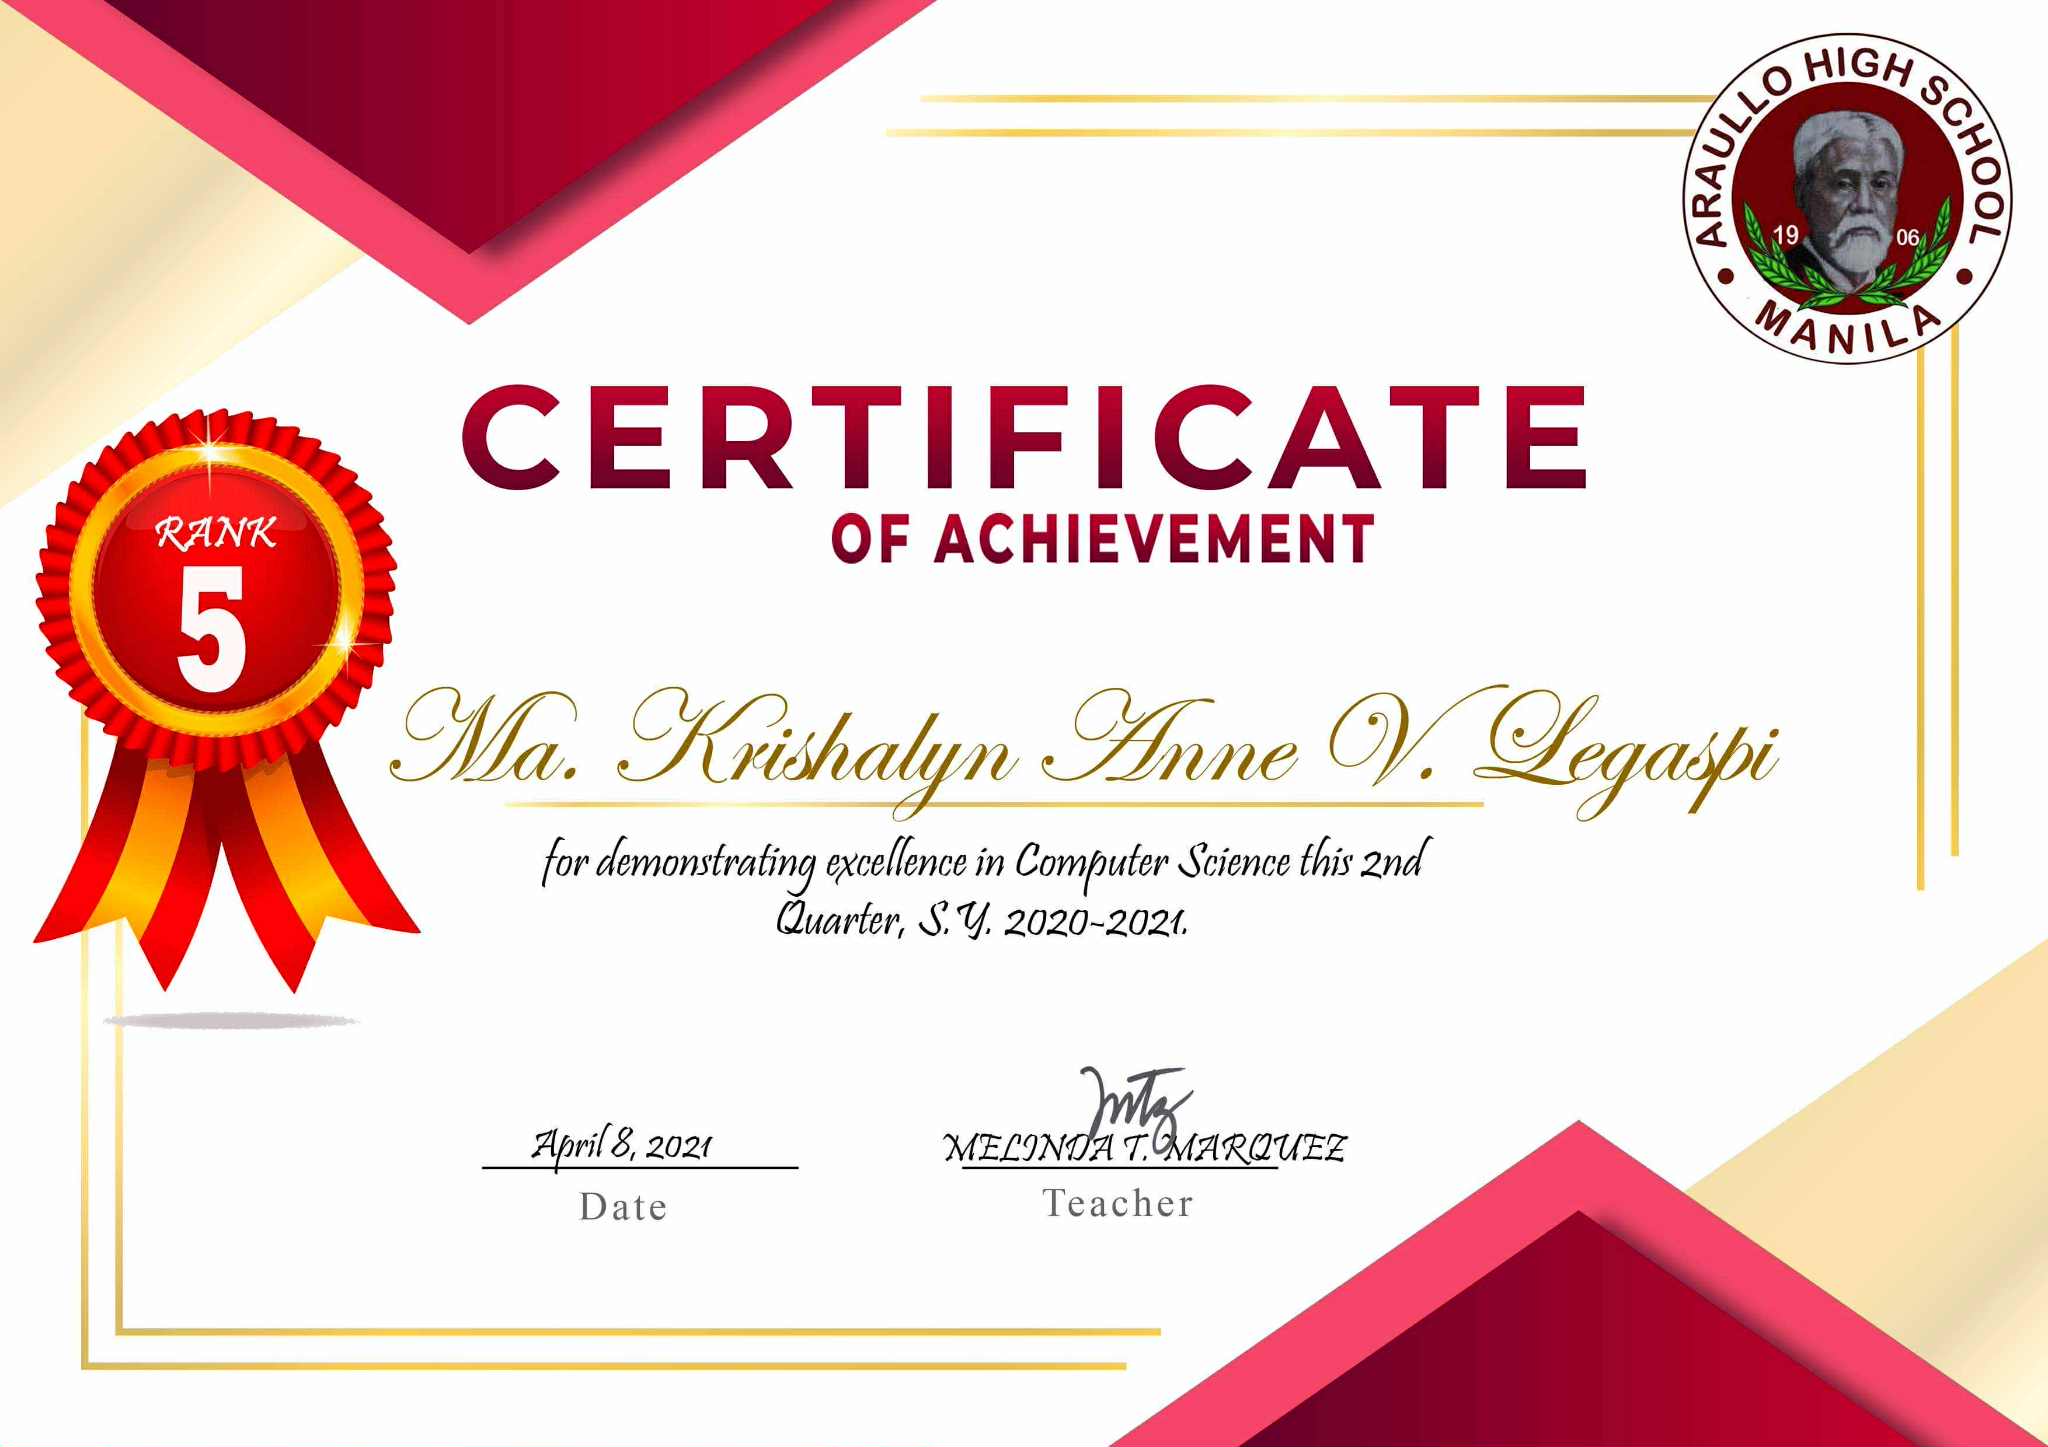 ARAULLO HIGH SCHOOL
19 06
• MANILA •
CERTIFICATE
OF ACHIEVEMENT
RANK
5
Ma. Krishalyn Anne V. Legaspi
for demonstrating excellence in Computer Science this 2nd
Quarter, S.Y. 2020-2021.
April 8, 2021
MELINDA T. MARQUEZ
Date
Teacher